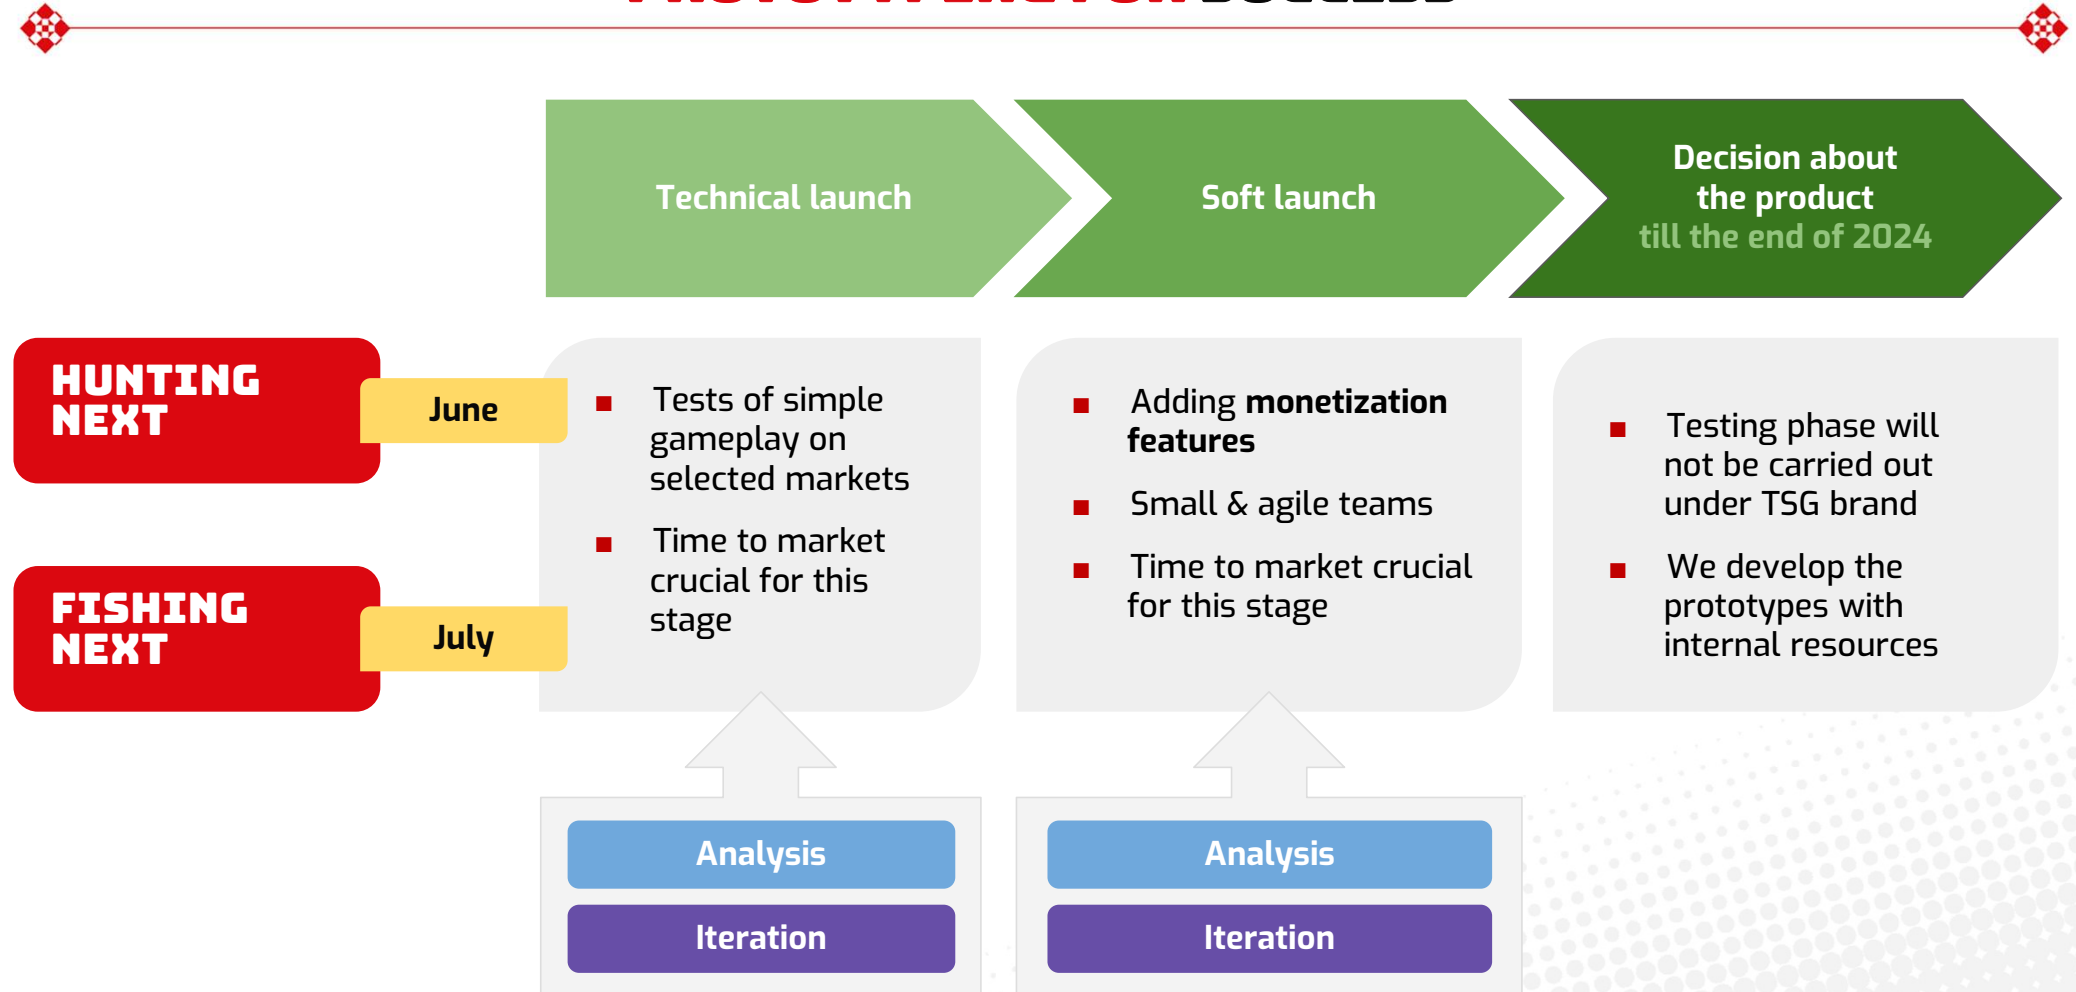 SUCCESS
Technical launch
Soft launch
Decision about
the product
till the end of 2024
HUNTING
NEXT
June
FISHING
NEXT
July
■ Tests of simple
gameplay on
selected markets
■ Time to market
crucial for this
stage
■ Adding monetization
features
■ Small & agile teams
■ Time to market crucial
for this stage
■ Testing phase will
not be carried out
under TSG brand
■ We develop the
prototypes with
internal resources
Analysis
Iteration
Analysis
Iteration